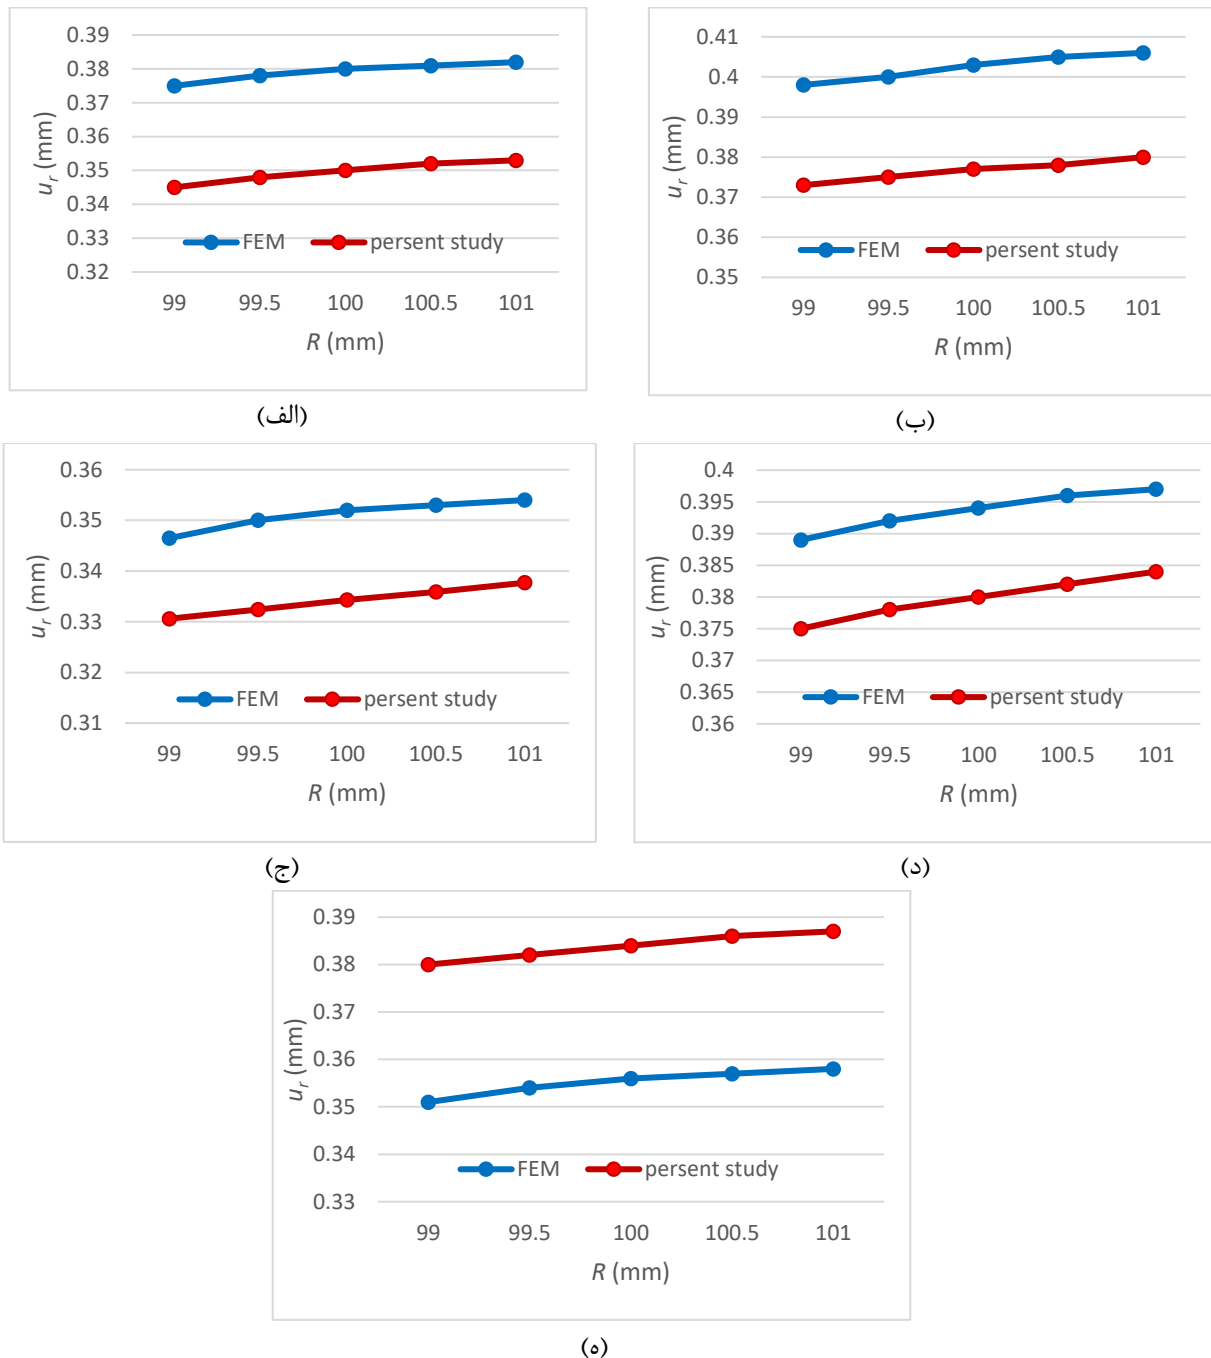 0.39
0.38
0.37
0.36
0.35
0.34
0.33
0.32
u_r (mm)
FEM persent study
99 99.5 100 100.5 101
R (mm)
(الف)
0.41
0.4
0.39
0.38
0.37
0.36
0.35
u_r (mm)
FEM persent study
99 99.5 100 100.5 101
R (mm)
(ب)
0.36
0.35
0.34
0.33
0.32
0.31
u_r (mm)
FEM persent study
99 99.5 100 100.5 101
R (mm)
(ج)
0.4
0.395
0.39
0.385
0.38
0.375
0.37
0.365
0.36
u_r (mm)
FEM persent study
99 99.5 100 100.5 101
R (mm)
(د)
0.39
0.38
0.37
0.36
0.35
0.34
0.33
u_r (mm)
FEM persent study
99 99.5 100 100.5 101
R (mm)
(ه)